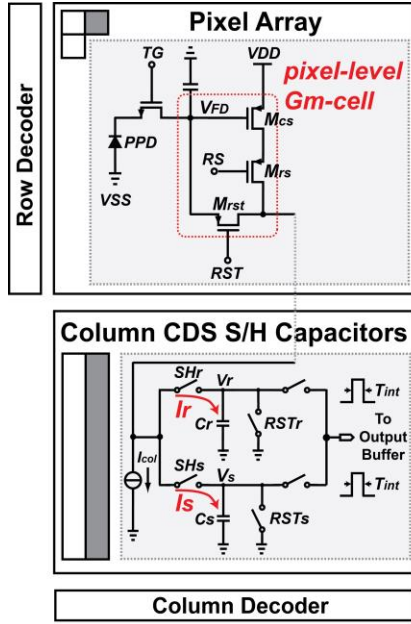 Row Decoder
Pixel Array
TG
VDD
pixel-level
Gm-cell
VFD
Mcs
PPD
RS
Mrs
VSS
Mrst
RST
Column CDS S/H Capacitors
SHr
Vr
Tint
Ir
Cr
RSTr
To
Output
Buffer
Icol
SHs
Vs
Tint
Is
Cs
RSTs
Column Decoder